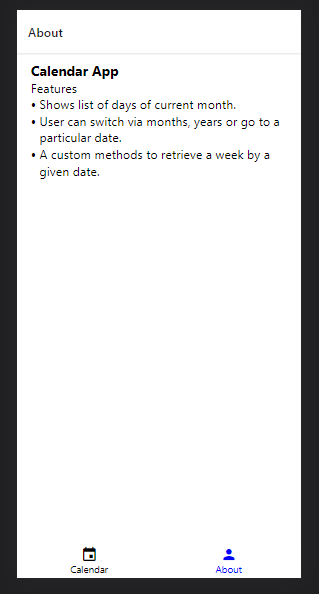 About
Calendar App
Features
• Shows list of days of current month.
• User can switch via months, years or go to a
particular date.
• A custom methods to retrieve a week by a
given date.
Calendar
About